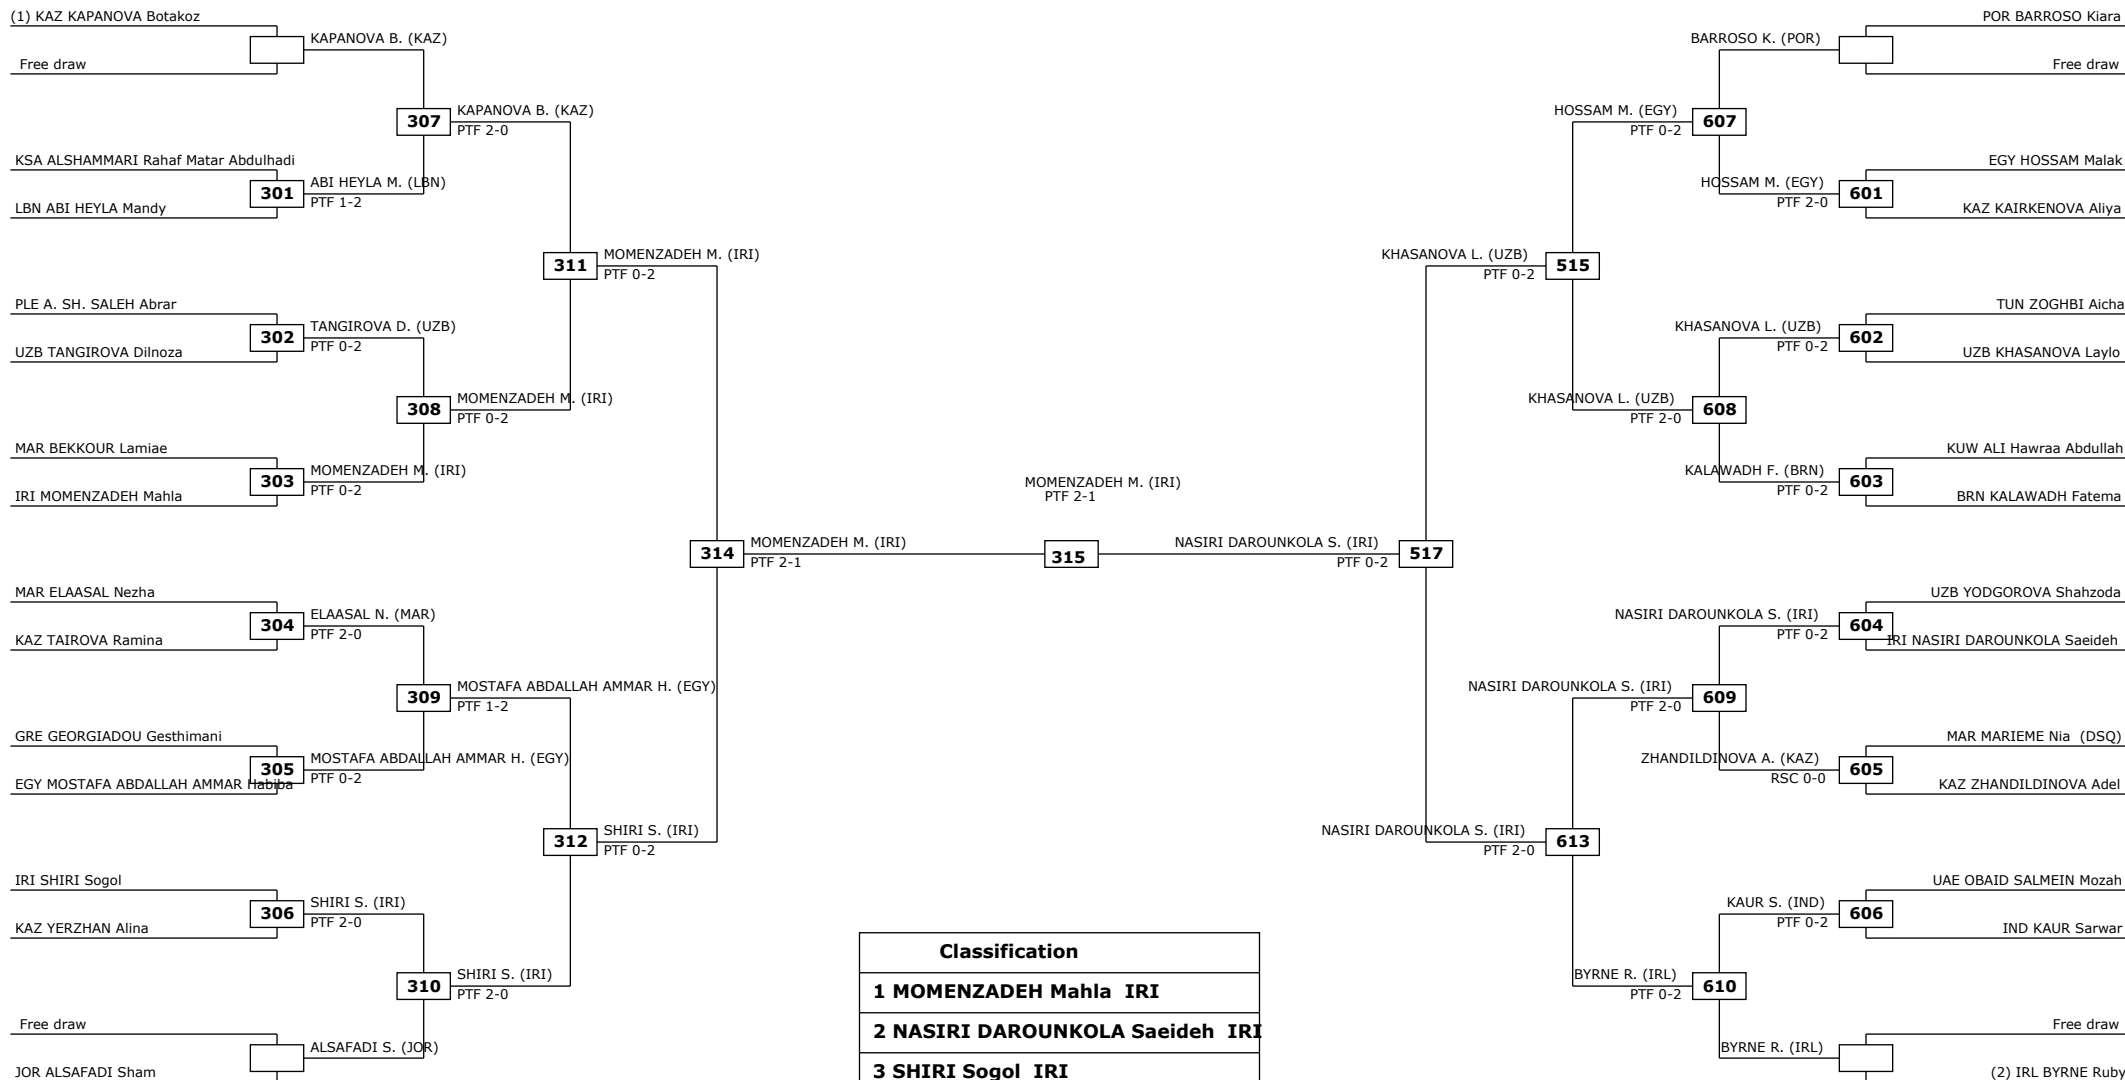 (1) KAZ KAPANOVA Botakoz
Free draw
KAPANOVA B. (KAZ)
307
KAPANOVA B. (KAZ)
PTF 2-0
KSA ALSHAMMARI Rahaf Matar Abdulhadi
301
ABI HEYLA M. (LBN)
PTF 1-2
LBN ABI HEYLA Mandy
311
MOMENZADEH M. (IRI)
PTF 0-2
PLE A. SH. SALEH Abrar
302
TANGIROVA D. (UZB)
PTF 0-2
UZB TANGIROVA Dilnoza
308
MOMENZADEH M. (IRI)
PTF 0-2
MAR BEKKOUR Lamiae
303
MOMENZADEH M. (IRI)
PTF 0-2
IRI MOMENZADEH Mahla
314
MOMENZADEH M. (IRI)
PTF 2-1
MAR ELAASAL Nezha
304
ELAASAL N. (MAR)
PTF 2-0
KAZ TAIROVA Ramina
309
MOSTAFA ABDALLAH AMMAR H. (EGY)
PTF 1-2
GRE GEORGIADOU Gesthimani
305
MOSTAFA ABDALLAH AMMAR H. (EGY)
PTF 0-2
EGY MOSTAFA ABDALLAH AMMAR Habiba
312
SHIRI S. (IRI)
PTF 0-2
IRI SHIRI Sogol
306
SHIRI S. (IRI)
PTF 2-0
KAZ YERZHAN Alina
310
SHIRI S. (IRI)
PTF 2-0
Free draw
ALSAFADI S. (JOR)
JOR ALSAFADI Sham
MOMENZADEH M. (IRI)
PTF 2-1
315
POR BARROSO Kiara
BARROSO K. (POR)
Free draw
HOSSAM M. (EGY)
PTF 0-2
607
EGY HOSSAM Malak
HOSSAM M. (EGY)
PTF 2-0
601
KAZ KAIRKENOVA Aliya
KHASANOVA L. (UZB)
PTF 0-2
515
TUN ZOGHBI Aicha
KHASANOVA L. (UZB)
PTF 0-2
602
UZB KHASANOVA Laylo
KHASANOVA L. (UZB)
PTF 2-0
608
KUW ALI Hawraa Abdullah
KALAWADH F. (BRN)
PTF 0-2
603
BRN KALAWADH Fatema
NASIRI DAROUNKOLA S. (IRI)
PTF 0-2
517
UZB YODGOROVA Shahzoda
NASIRI DAROUNKOLA S. (IRI)
PTF 0-2
604
IRI NASIRI DAROUNKOLA Saeideh
NASIRI DAROUNKOLA S. (IRI)
PTF 2-0
609
MAR MARIEME Nia (DSQ)
ZHANDILDINOVA A. (KAZ)
RSC 0-0
605
KAZ ZHANDILDINOVA Adel
NASIRI DAROUNKOLA S. (IRI)
PTF 2-0
613
UAE OBAID SALMEIN Mozah
KAUR S. (IND)
PTF 0-2
606
IND KAUR Sarwar
BYRNE R. (IRL)
PTF 0-2
610
Free draw
BYRNE R. (IRL)
(2) IRL BYRNE Ruby
Classification
1 MOMENZADEH Mahla IRI
2 NASIRI DAROUNKOLA Saeideh IRI
3 SHIRI Sogol IRI